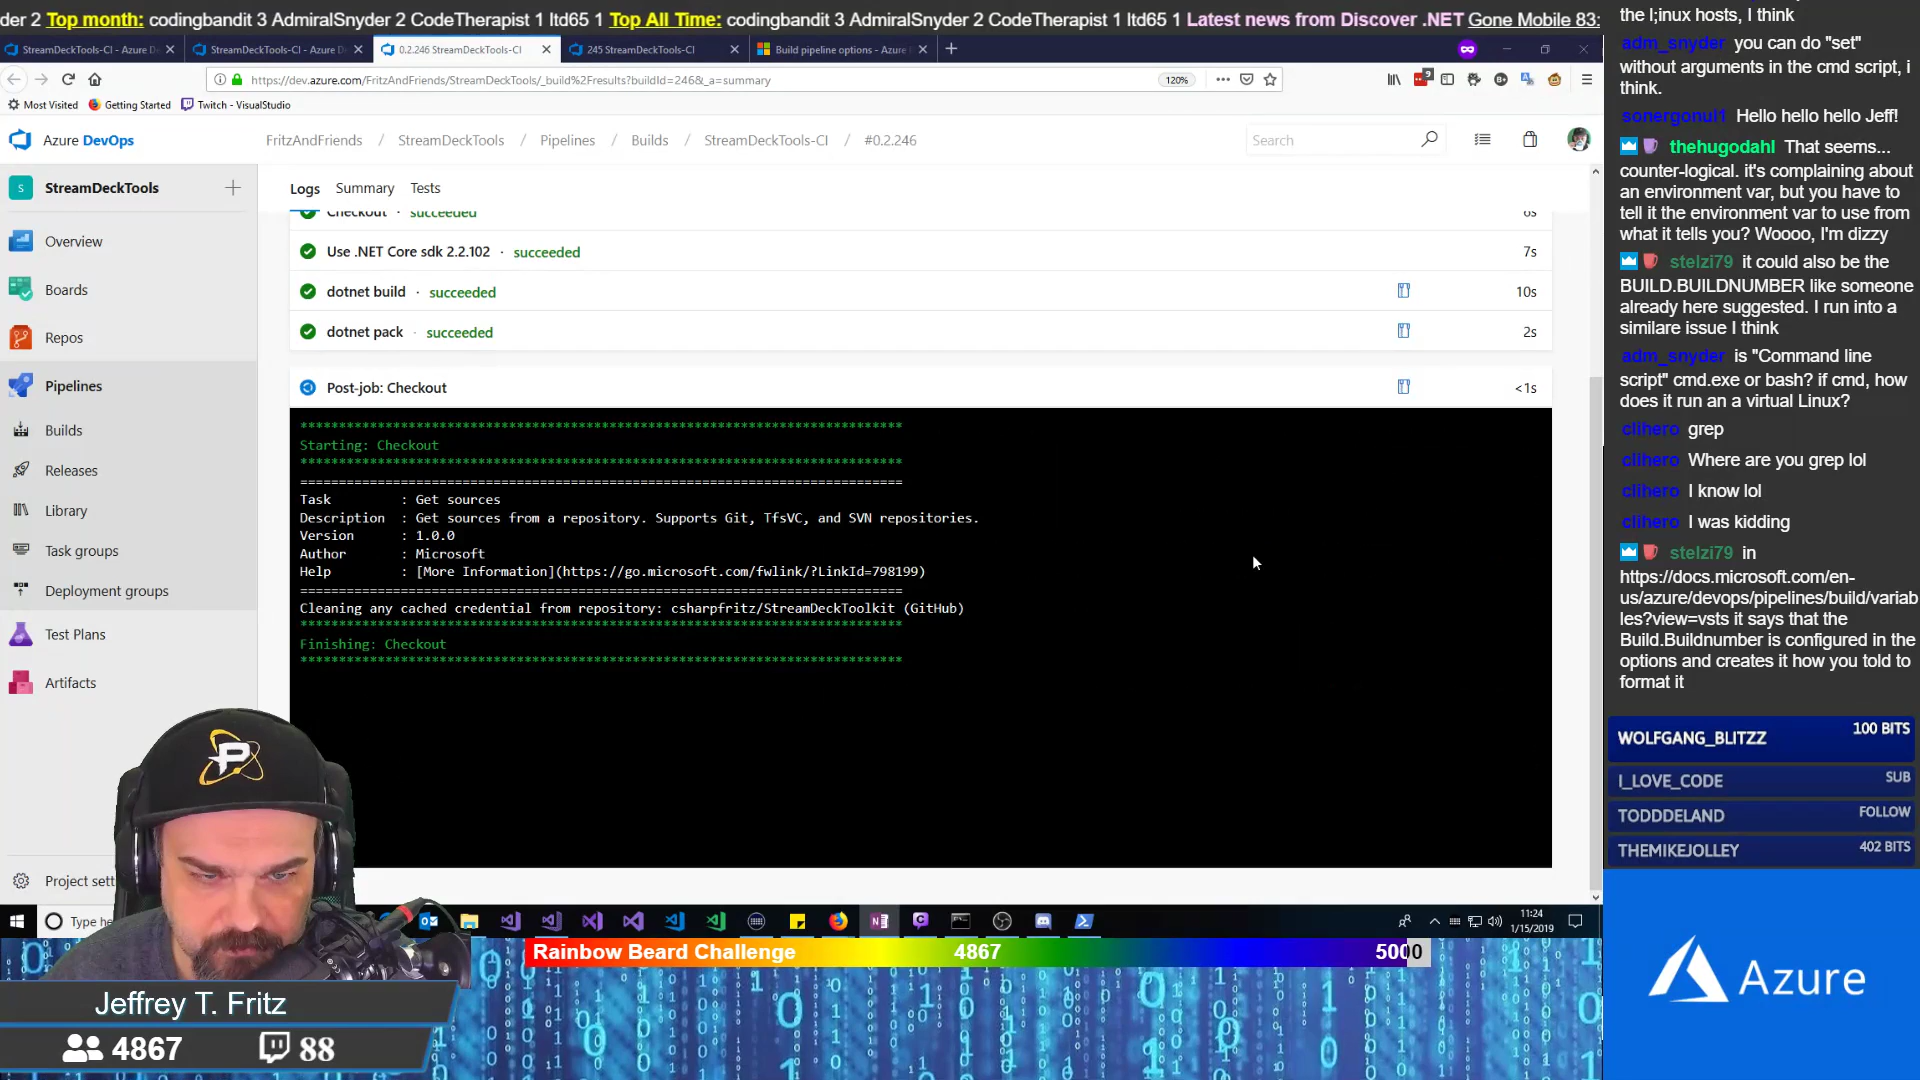 der 2 Top month: codingbandit 3 AdmiralSnyder 2 CodeTherapist 1 ltd65 1 Top All Time: codingbandit 3 AdmiralSnyder 2 CodeTherapist 1 ltd65 1 Latest news from Discover .NET Gone Mobile 83:
StreamDeckTools-CI - Azure De
StreamDeckTools-CI - Azure De
0.2.246 StreamDeckTools-CI
245 StreamDeckTools-CI
Build pipeline options - Azure
https://dev.azure.com/FritzAndFriends/StreamDeckTools/_build%2Fresults?buildId=246&_a=summary
120%
9
Most Visited
Getting Started
Twitch - VisualStudio
Azure DevOps
FritzAndFriends / StreamDeckTools / Pipelines / Builds / StreamDeckTools-CI / #0.2.246
Search
S
StreamDeckTools
Overview
Boards
Repos
Pipelines
Builds
Releases
Library
Task groups
Deployment groups
Test Plans
Artifacts
Project sett
Logs
Summary
Tests
Checkout · succeeded
6s
Use .NET Core sdk 2.2.102 · succeeded
7s
dotnet build · succeeded
10s
dotnet pack · succeeded
2s
Post-job: Checkout
<1s
******************************************************************************
Starting: Checkout
******************************************************************************
==============================================================================
Task : Get sources
Description : Get sources from a repository. Supports Git, TfsVC, and SVN repositories.
Version : 1.0.0
Author : Microsoft
Help : [More Information](https://go.microsoft.com/fwlink/?LinkId=798199)
==============================================================================
Cleaning any cached credential from repository: csharpfritz/StreamDeckToolkit (GitHub)
******************************************************************************
Finishing: Checkout
******************************************************************************
Type he
11:24
1/15/2019
the l;inux hosts, I think
adm_snyder you can do "set"
without arguments in the cmd script, i
think.
sonergonul1 Hello hello hello Jeff!
thehugodahl That seems...
counter-logical. it's complaining about
an environment var, but you have to
tell it the environment var to use from
what it tells you? Woooo, I'm dizzy
stelzi79 it could also be the
BUILD.BUILDNUMBER like someone
already here suggested. I run into a
similare issue I think
adm_snyder is "Command line
script" cmd.exe or bash? if cmd, how
does it run an a virtual Linux?
clihero grep
clihero Where are you grep lol
clihero I know lol
clihero I was kidding
stelzi79 in
https://docs.microsoft.com/en-
us/azure/devops/pipelines/build/variab
les?view=vsts it says that the
Build.Buildnumber is configured in the
options and creates it how you told to
format it
WOLFGANG_BLITZZ 100 BITS
I_LOVE_CODE SUB
TODDDELAND FOLLOW
THEMIKEJOLLEY 402 BITS
Azure
Rainbow Beard Challenge 4867 5000
Jeffrey T. Fritz
4867 88